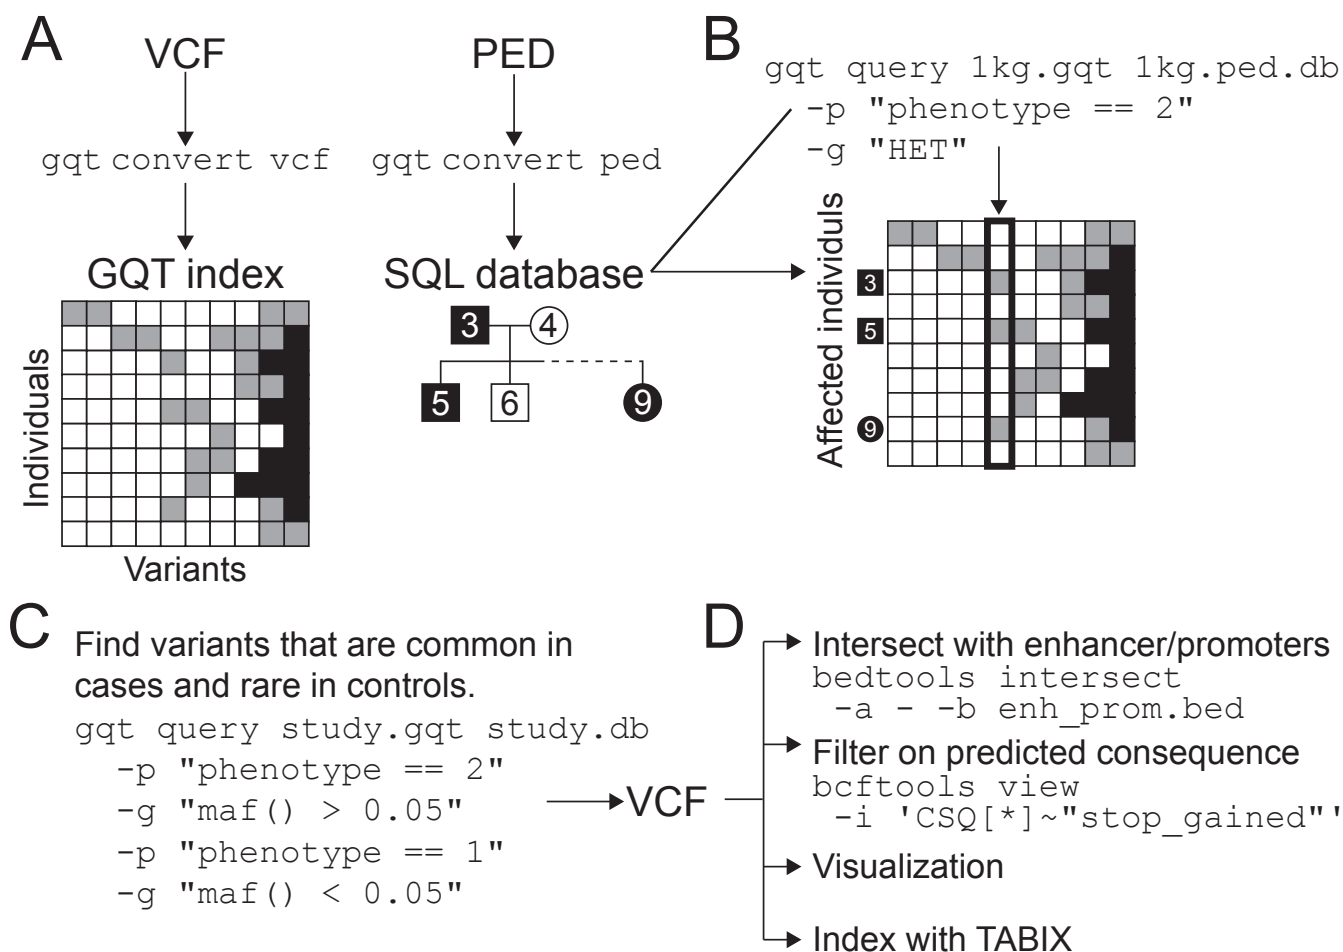 A
VCF
PED
gqt convert vcf
gqt convert ped
GQT index
SQL database
Individuals
Variants
3
4
5
6
9
B
gqt query 1kg.gqt 1kg.ped.db
-p "phenotype == 2"
-g "HET"
Affected individuls
3
5
9
C
Find variants that are common in
cases and rare in controls.
gqt query study.gqt study.db
-p "phenotype == 2"
-g "maf() > 0.05"
-p "phenotype == 1"
-g "maf() < 0.05"
VCF
D
Intersect with enhancer/promoters
bedtools intersect
-a - -b enh_prom.bed
Filter on predicted consequence
bcftools view
-i 'CSQ[*]~"stop_gained"'
Visualization
Index with TABIX